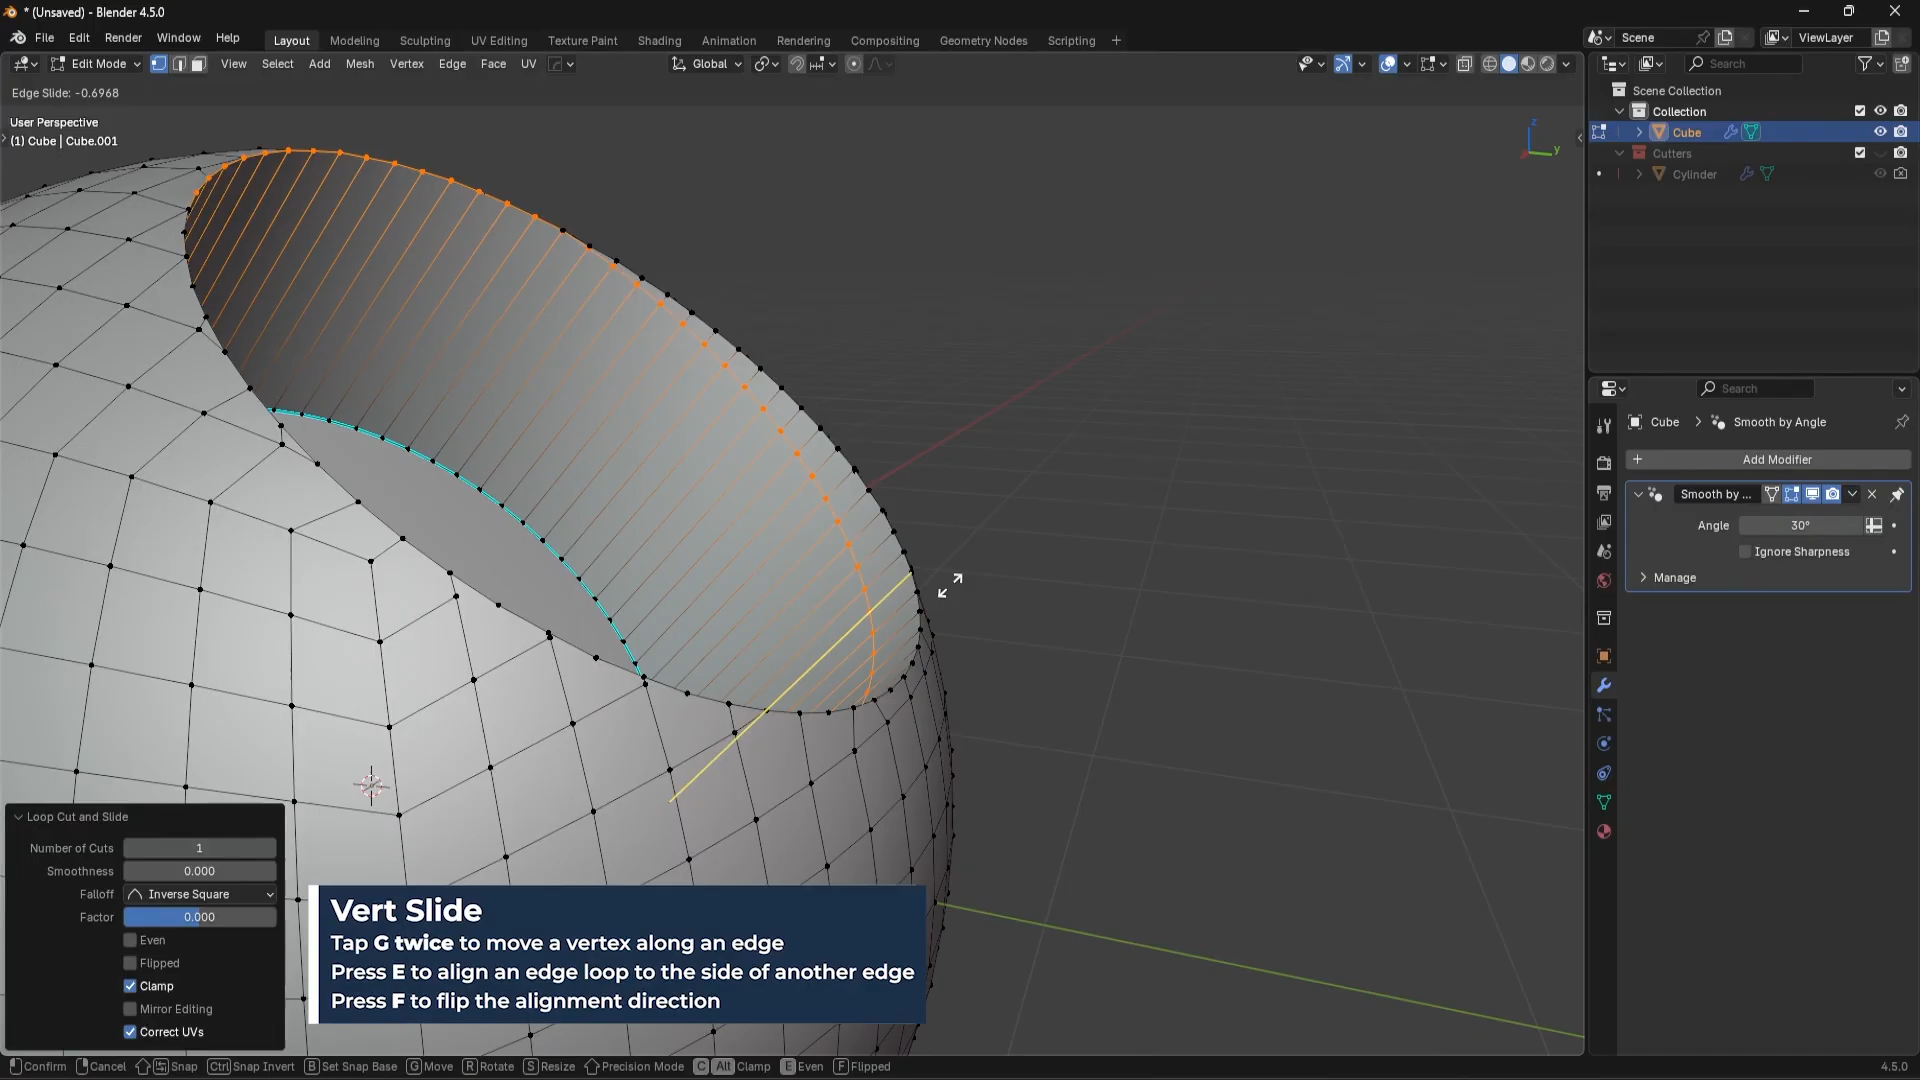 * (Unsaved) - Blender 4.5.0
File Edit Render Window Help
Layout Modeling Sculpting UV Editing Texture Paint Shading Animation Rendering Compositing Geometry Nodes Scripting +
Scene
ViewLayer
Edit Mode View Select Add Mesh Vertex Edge Face UV
Global
Search
Edge Slide: -0.6968
User Perspective
(1) Cube | Cube.001
Z
Y
Scene Collection
Collection
Cube
Cutters
Cylinder
Search
Cube > Smooth by Angle
+ Add Modifier
Smooth by ...
Angle 30°
Ignore Sharpness
Manage
Loop Cut and Slide
Number of Cuts 1
Smoothness 0.000
Falloff Inverse Square
Factor 0.000
Even
Flipped
Clamp
Mirror Editing
Correct UVs
Vert Slide
Tap G twice to move a vertex along an edge
Press E to align an edge loop to the side of another edge
Press F to flip the alignment direction
Confirm Cancel Snap Ctrl Snap Invert B Set Snap Base G Move R Rotate S Resize Precision Mode C Alt Clamp E Even F Flipped
4.5.0